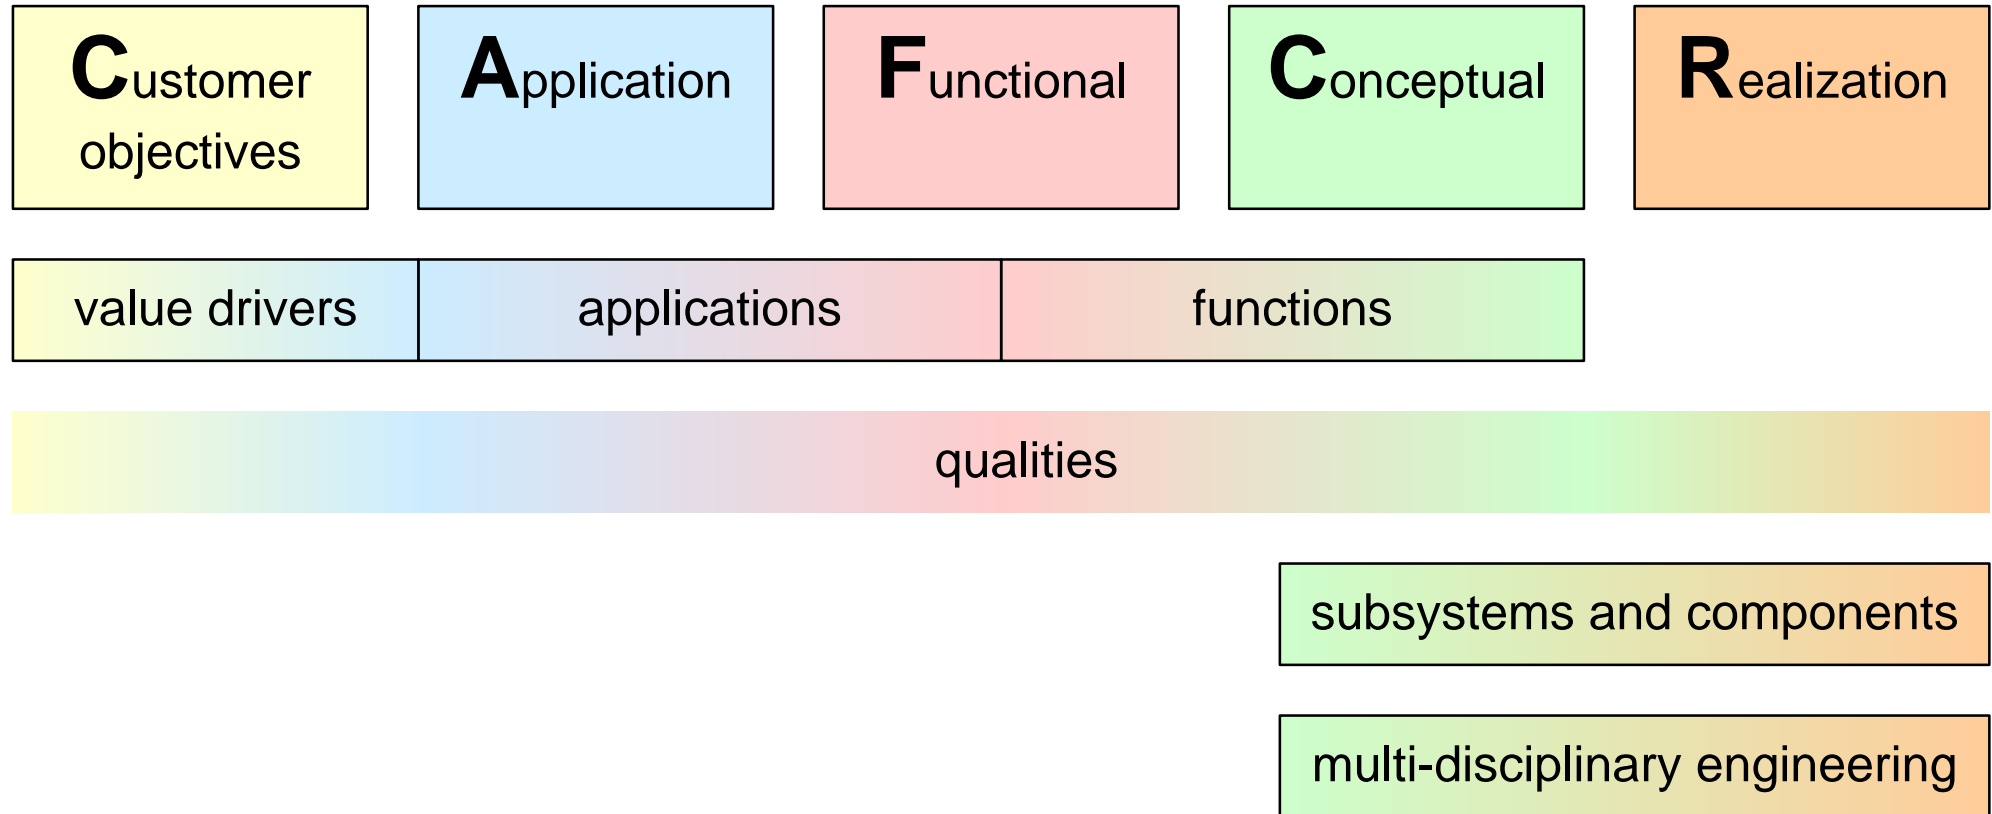 Customer
objectives
Application
Functional
Conceptual
Realization
value drivers
applications
functions
qualities
subsystems and components
multi-disciplinary engineering